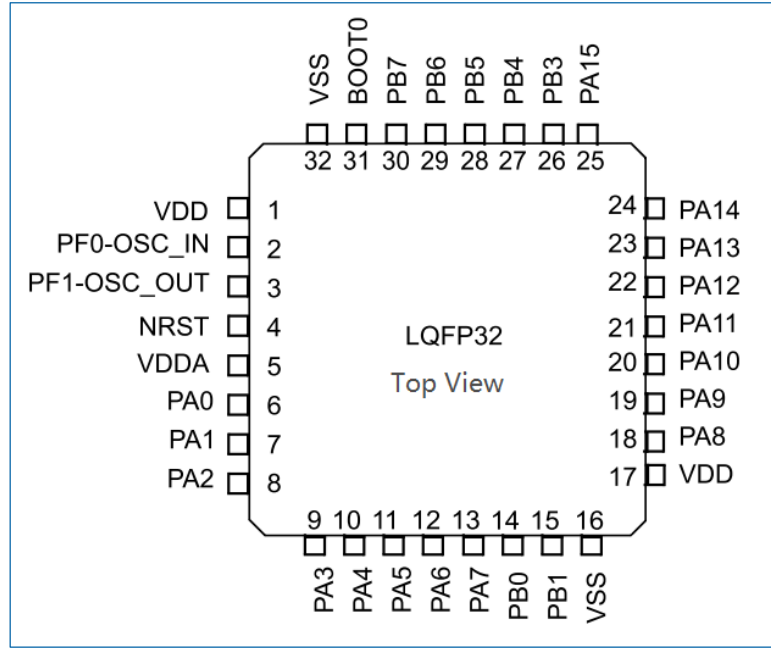 VSS BOOT0 PB7 PB6 PB5 PB4 PB3 PA15
32 31 30 29 28 27 26 25
VDD 1 24 PA14
PF0-OSC_IN 2 23 PA13
PF1-OSC_OUT 3 22 PA12
NRST 4 21 PA11
LQFP32
VDDA 5 20 PA10
Top View
PA0 6 19 PA9
PA1 7 18 PA8
PA2 8 17 VDD
9 10 11 12 13 14 15 16
PA3 PA4 PA5 PA6 PA7 PB0 PB1 VSS